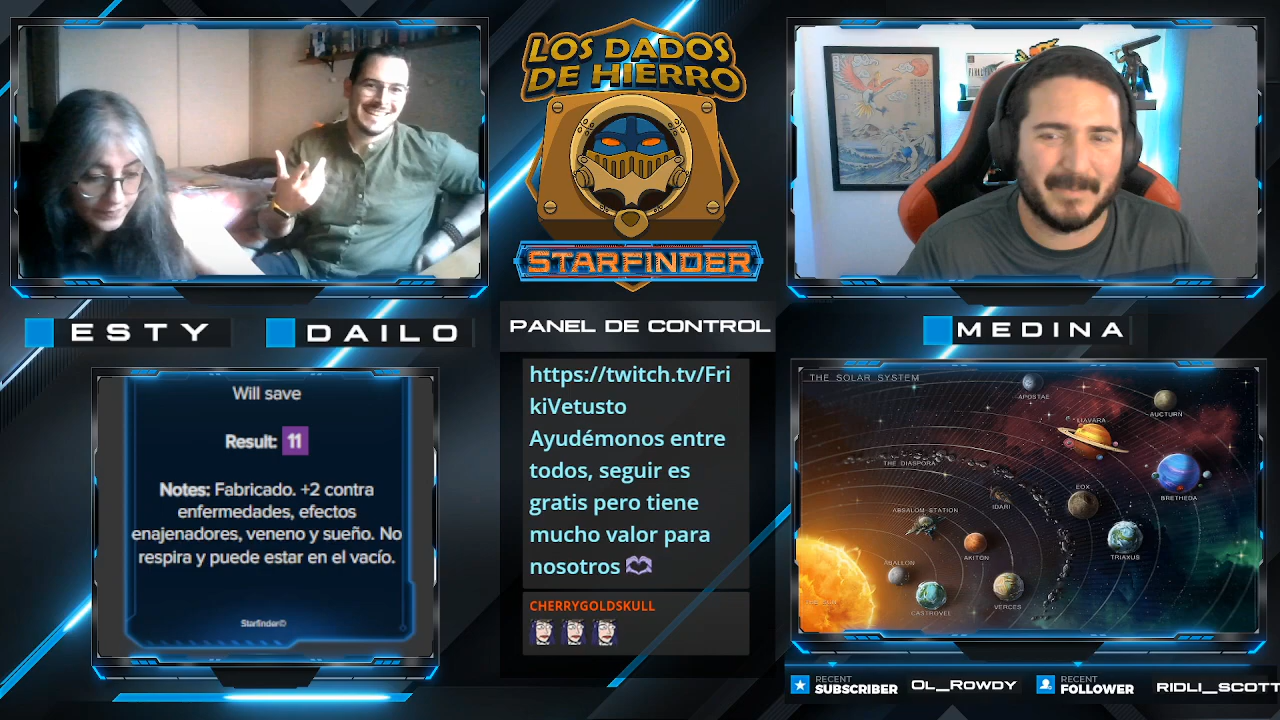 LOS DADOS
DE HIERRO
STARFINDER
ESTY
DAILO
PANEL DE CONTROL
MEDINA
Will save
Result: 11
Notes: Fabricado. +2 contra
enfermedades, efectos
enajenadores, veneno y sueño. No
respira y puede estar en el vacío.
Starfinder©
https://twitch.tv/Fri
kiVetusto
Ayudémonos entre
todos, seguir es
gratis pero tiene
mucho valor para
nosotros
CHERRYGOLDSKULL
THE SOLAR SYSTEM
APOSTAE
AUCTURN
LIAVARA
THE DIASPORA
BRETHEDA
EOX
IDARI
ABSALOM STATION
TRIAXUS
AKITON
ABALLON
VERCES
CASTROVEL
THE SUN
RECENT
SUBSCRIBER
OL_ROWDY
RECENT
FOLLOWER
RIDLI_SCOTT